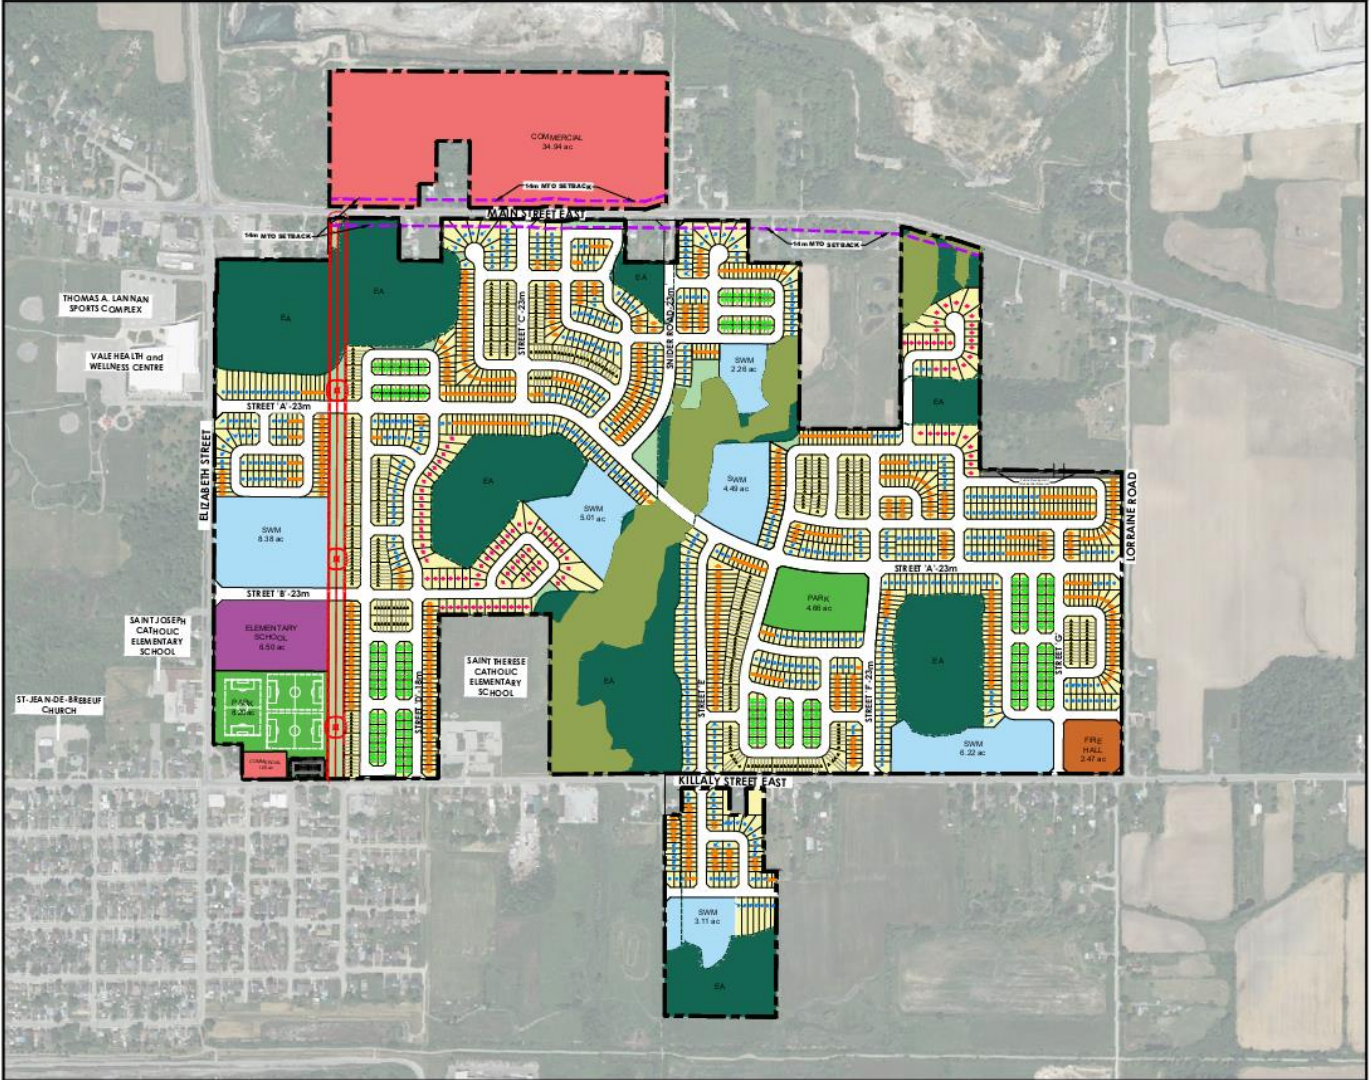 COMMERCIAL
34.94 ac
14m MTO SETBACK
MAIN STREET EAST
14m MTO SETBACK
14m MTO SETBACK
EA
EA
EA
THOMAS A. LANNAN
SPORTS COMPLEX
VALE HEALTH and
WELLNESS CENTRE
STREET 'C'-23m
SNIDER ROAD-23m
SWM
2.28 ac
EA
STREET 'A'-23m
ELIZABETH STREET
EA
SWM
4.49 ac
SWM
5.01 ac
LORRAINE ROAD
SWM
8.38 ac
STREET 'A'-23m
STREET 'B'-23m
PARK
4.66 ac
ELEMENTARY
SCHOOL
6.50 ac
SAINT JOSEPH
CATHOLIC
ELEMENTARY
SCHOOL
SAINT THERESE
CATHOLIC
ELEMENTARY
SCHOOL
EA
EA
STREET 'G'
STREET 'D'-18m
STREET 'E'
STREET 'F'-23m
ST-JEAN-DE-BREBEUF
CHURCH
PARK
SWM
6.22 ac
FIRE
HALL
2.47 ac
COMMERCIAL
KILLALY STREET EAST
SWM
3.11 ac
EA